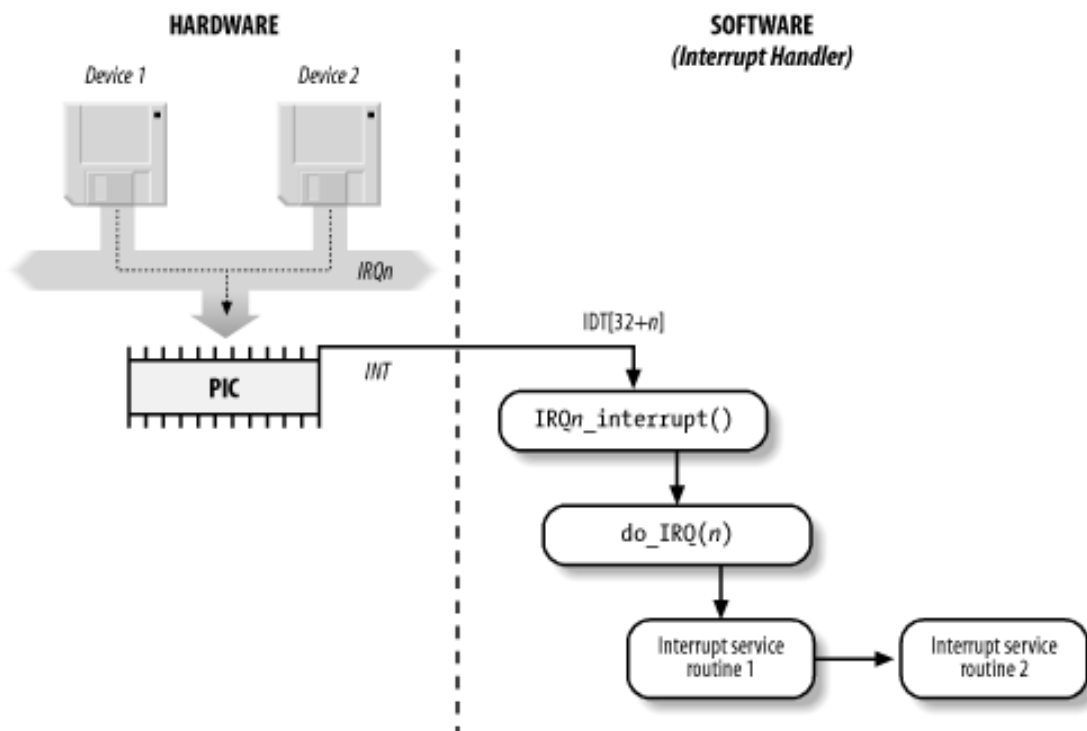 HARDWARE
SOFTWARE
(Interrupt Handler)
Device 1
Device 2
IRQn
IDT[32+n]
INT
PIC
IRQn_interrupt()
do_IRQ(n)
Interrupt service
routine 1
Interrupt service
routine 2